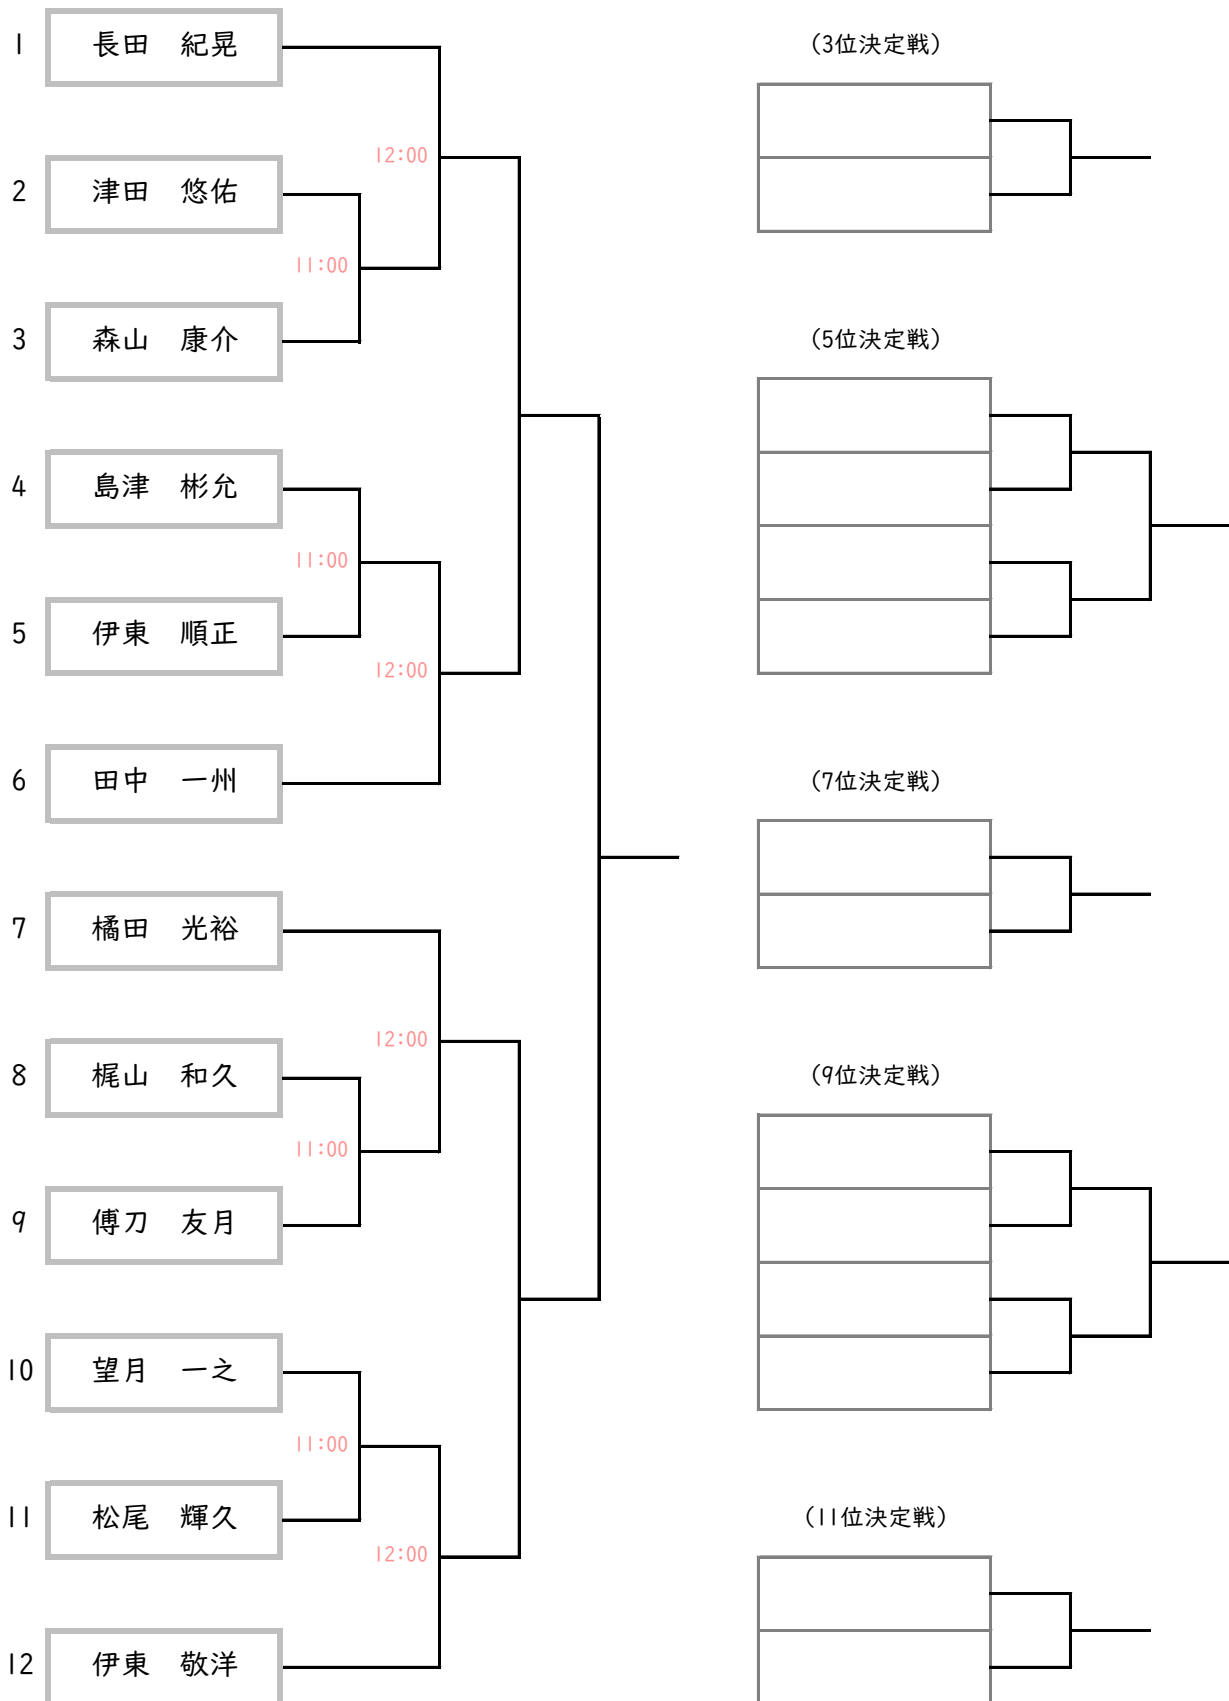 1 長田 紀晃
(3位決定戦)
12:00
2 津田 悠佑
11:00
3 森山 康介
(5位決定戦)
4 島津 彬允
11:00
5 伊東 順正
12:00
6 田中 一州
(7位決定戦)
7 橘田 光裕
12:00
8 梶山 和久
(9位決定戦)
11:00
9 傅刀 友月
10 望月 一之
11:00
11 松尾 輝久
(11位決定戦)
12:00
12 伊東 敬洋